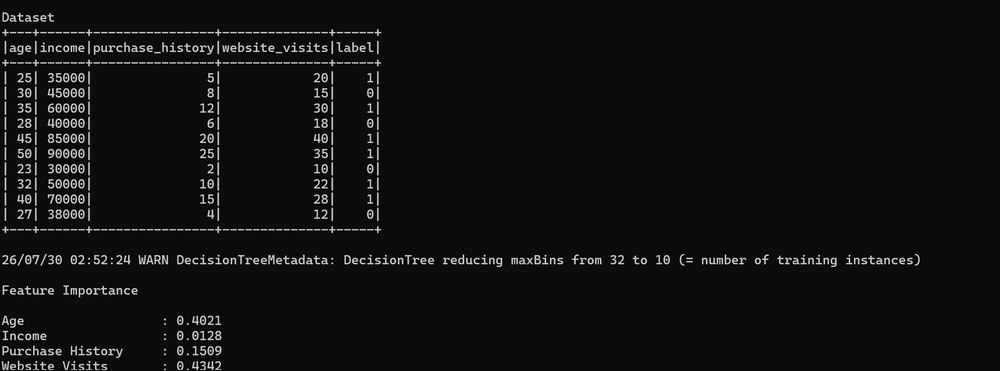 Dataset
+---+------+----------------+--------------+-----+
|age|income|purchase_history|website_visits|label|
+---+------+----------------+--------------+-----+
| 25| 35000|               5|            20|    1|
| 30| 45000|               8|            15|    0|
| 35| 60000|              12|            30|    1|
| 28| 40000|               6|            18|    0|
| 45| 85000|              20|            40|    1|
| 50| 90000|              25|            35|    1|
| 23| 30000|               2|            10|    0|
| 32| 50000|              10|            22|    1|
| 40| 70000|              15|            28|    1|
| 27| 38000|               4|            12|    0|
+---+------+----------------+--------------+-----+
26/07/30 02:52:24 WARN DecisionTreeMetadata: DecisionTree reducing maxBins from 32 to 10 (= number of training instances)
Feature Importance
Age                  : 0.4021
Income               : 0.0128
Purchase History     : 0.1509
Website Visits       : 0.4342